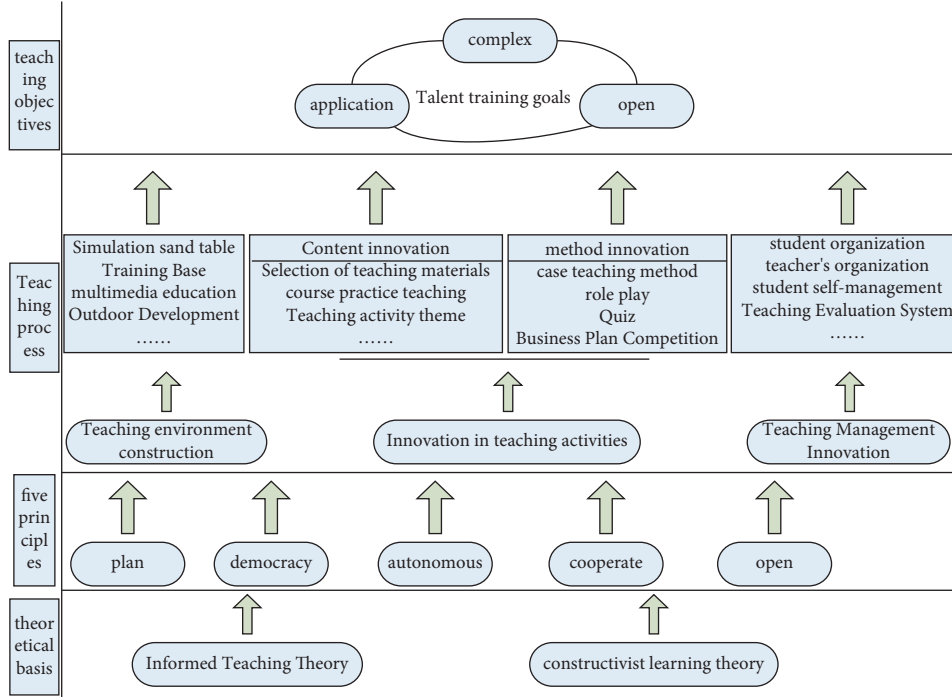 teach
ing
objec
tives
complex
application
Talent training goals
open
Teac
hing
proc
ess
Simulation sand table
Training Base
multimedia education
Outdoor Development
……
Content innovation
Selection of teaching materials
course practice teaching
Teaching activity theme
……
method innovation
case teaching method
role play
Quiz
Business Plan Competition
student organization
teacher's organization
student self-management
Teaching Evaluation System
……
Teaching environment
construction
Innovation in teaching activities
Teaching Management
Innovation
five
prin
cipl
es
plan
democracy
autonomous
cooperate
open
theor
etical
basis
Informed Teaching Theory
constructivist learning theory